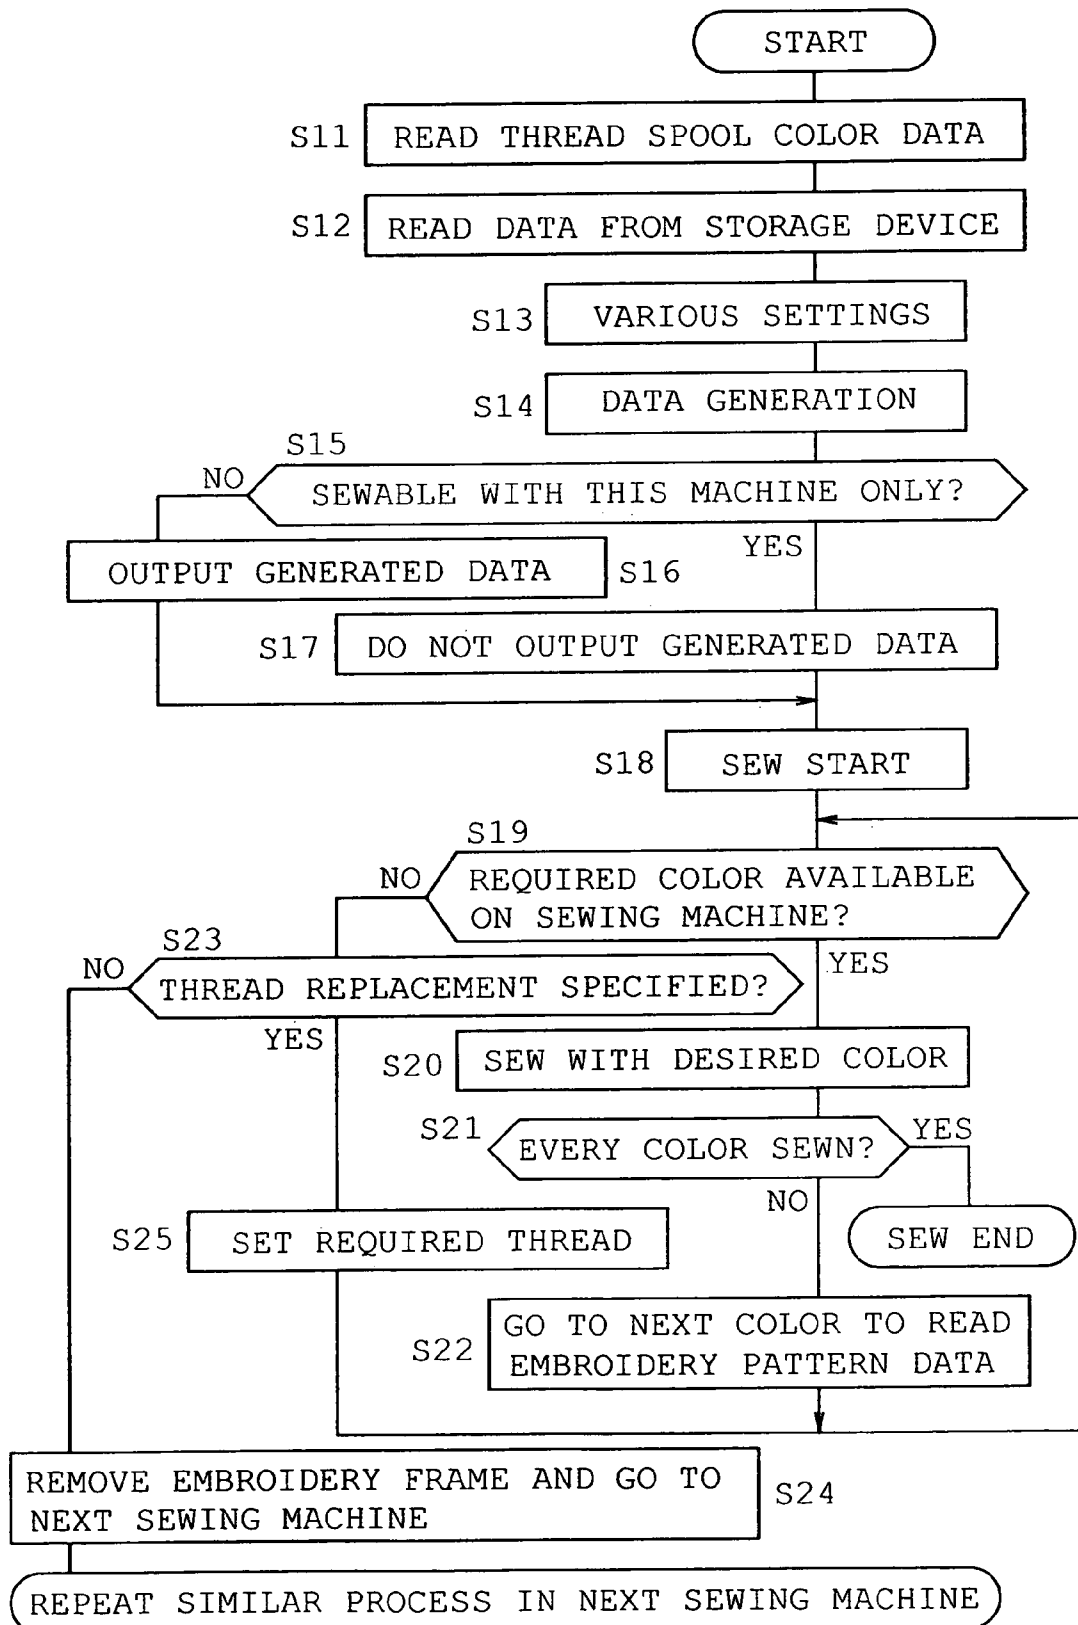 START
S11 READ THREAD SPOOL COLOR DATA
S12 READ DATA FROM STORAGE DEVICE
S13 VARIOUS SETTINGS
S14 DATA GENERATION
S15
NO SEWABLE WITH THIS MACHINE ONLY?
YES
OUTPUT GENERATED DATA S16
S17 DO NOT OUTPUT GENERATED DATA
S18 SEW START
S19
NO REQUIRED COLOR AVAILABLE
ON SEWING MACHINE?
S23
NO THREAD REPLACEMENT SPECIFIED? YES
YES
S20 SEW WITH DESIRED COLOR
S21 EVERY COLOR SEWN? YES
NO
S25 SET REQUIRED THREAD
SEW END
S22 GO TO NEXT COLOR TO READ
EMBROIDERY PATTERN DATA
REMOVE EMBROIDERY FRAME AND GO TO
NEXT SEWING MACHINE
S24
REPEAT SIMILAR PROCESS IN NEXT SEWING MACHINE